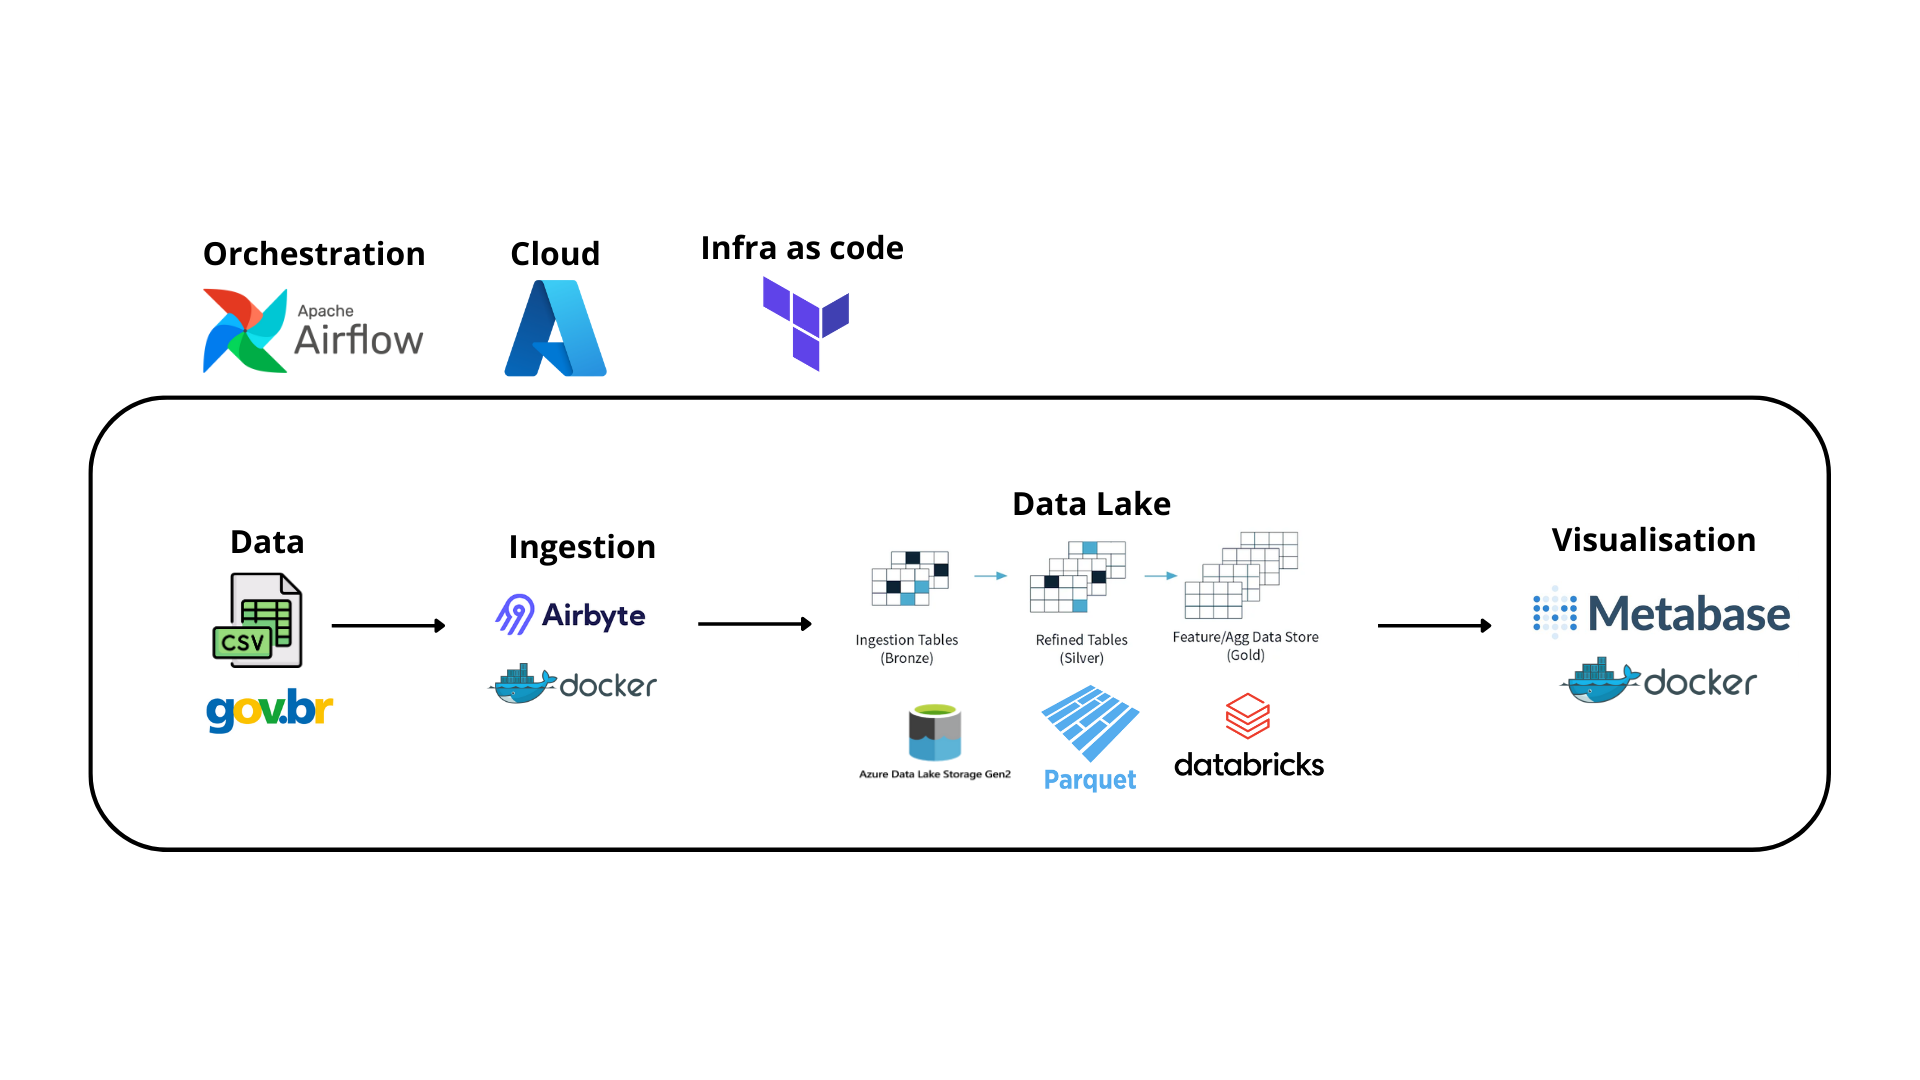 Orchestration
Cloud
Infra as code
Apache
Airflow
Data
CSV
gov.br
Ingestion
Airbyte
docker
Data Lake
Ingestion Tables
(Bronze)
Refined Tables
(Silver)
Feature/Agg Data Store
(Gold)
Azure Data Lake Storage Gen2
Parquet
databricks
Visualisation
Metabase
docker